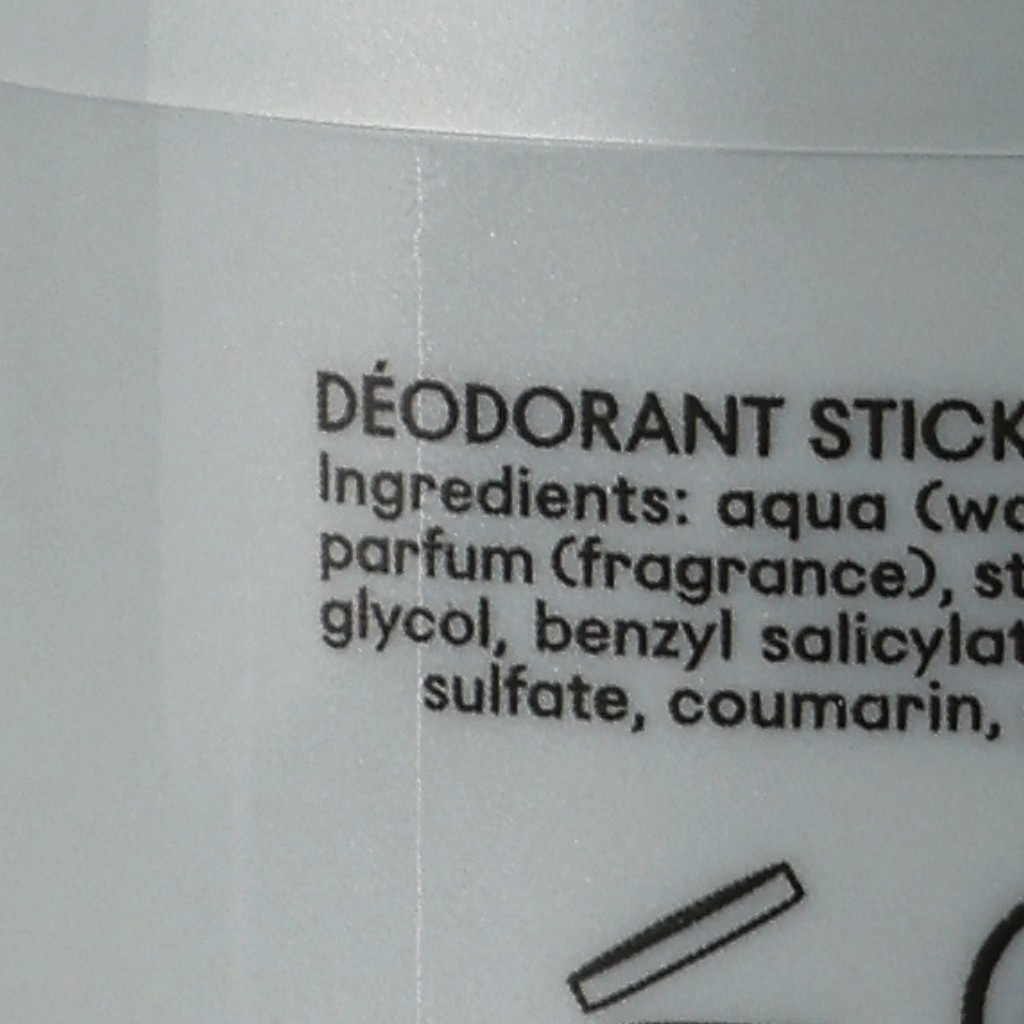 DÉODORANT STICK
Ingredients: aqua
parfum (fragrance),
glycol, benzyl
sulfate, coumarin,